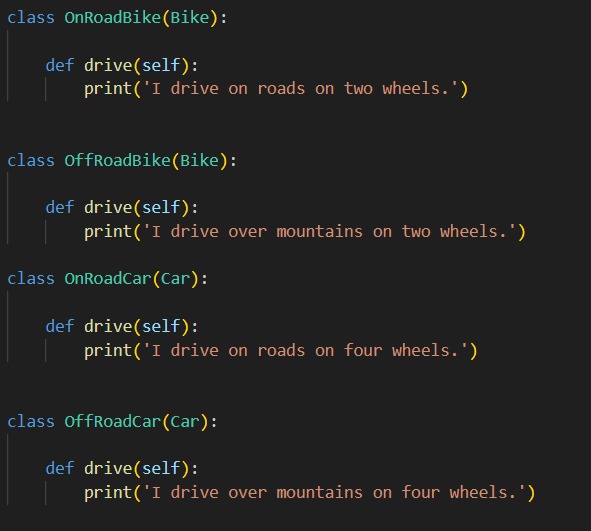 class OnRoadBike(Bike):
    def drive(self):
        print('I drive on roads on two wheels.')
class OffRoadBike(Bike):
    def drive(self):
        print('I drive over mountains on two wheels.')
class OnRoadCar(Car):
    def drive(self):
        print('I drive on roads on four wheels.')
class OffRoadCar(Car):
    def drive(self):
        print('I drive over mountains on four wheels.')